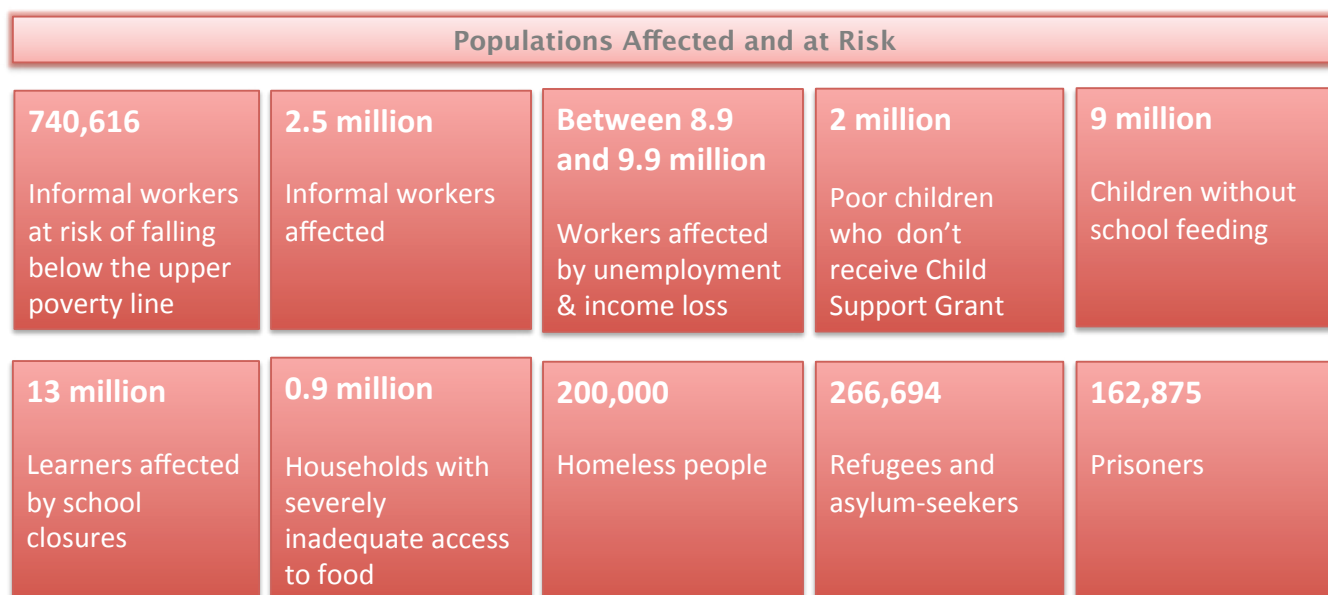 Populations Affected and at Risk
740,616
Informal workers
at risk of falling
below the upper
poverty line
2.5 million
Informal workers
affected
Between 8.9
and 9.9 million
Workers affected
by unemployment
& income loss
2 million
Poor children
who  don't
receive Child
Support Grant
9 million
Children without
school feeding
13 million
Learners affected
by school
closures
0.9 million
Households with
severely
inadequate access
to food
200,000
Homeless people
266,694
Refugees and
asylum-seekers
162,875
Prisoners